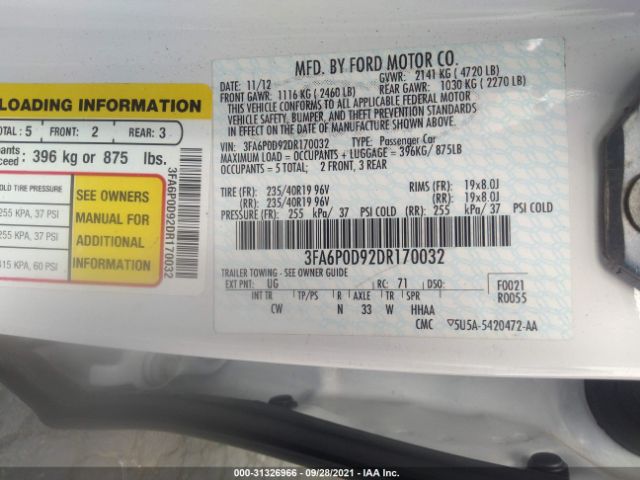 MFD. BY FORD MOTOR CO.
DATE: 11/12 GVWR: 2141 KG ( 4720 LB)
FRONT GAWR: 1116 KG ( 2460 LB) REAR GAWR: 1030 KG ( 2270 LB)
THIS VEHICLE CONFORMS TO ALL APPLICABLE FEDERAL MOTOR
VEHICLE SAFETY, BUMPER, AND THEFT PREVENTION STANDARDS
IN EFFECT ON THE DATE OF MANUFACTURE SHOWN ABOVE.
VIN: 3FA6P0D92DR170032 TYPE: Passenger Car
MAXIMUM LOAD = OCCUPANTS + LUGGAGE = 396KG/ 875LB
OCCUPANTS = 5 TOTAL; 2 FRONT, 3 REAR
TIRE (FR): 235/40R19 96V RIMS (FR): 19x8.0J
(RR): 235/40R19 96V (RR): 19x8.0J
PRESSURE (FR): 255 kPa/ 37 PSI COLD (RR): 255 kPa/ 37 PSI COLD
3FA6P0D92DR170032
TRAILER TOWING - SEE OWNER GUIDE
EXT PNT: UG RC: 71 F0021
INT TR TP/PS R AXLE TR SPR R0055
CW N 33 W HHAA
CMC 5U5A-5420472-AA
LOADING INFORMATION
TOTAL : 5 FRONT: 2 REAR: 3
396 kg or 875 lbs.
COLD TIRE PRESSURE
255 KPA, 37 PSI
255 KPA, 37 PSI
415 KPA, 60 PSI
SEE OWNERS
MANUAL FOR
ADDITIONAL
INFORMATION
3FA6P0D92DR170032
000-31326966 - 09/28/2021 - IAA Inc.